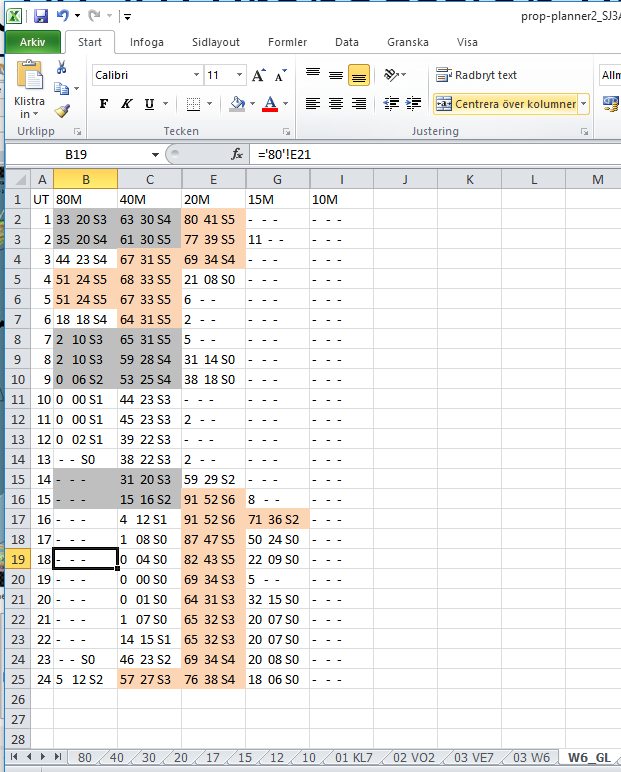 prop-planner2_SJ3A
Arkiv Start Infoga Sidlayout Formler Data Granska Visa
Calibri 11 A A Radbryt text Allm
Klistra in F K U A Centrera över kolumner
Urklipp Tecken Justering
B19 fx ='80'!E21
A B C E G I J K L M
1 UT 80M 40M 20M 15M 10M
2 1 33 20 S3 63 30 S4 80 41 S5 - - - - - -
3 2 35 20 S4 61 30 S5 77 39 S5 11 - - - - -
4 3 44 23 S4 67 31 S5 69 34 S4 - - - - - -
5 4 51 24 S5 68 33 S5 21 08 S0 - - - - - -
6 5 51 24 S5 67 33 S5 6 - - - - - - - -
7 6 18 18 S4 64 31 S5 2 - - - - - - - -
8 7 2 10 S3 65 31 S5 5 - - - - - - - -
9 8 2 10 S3 59 28 S4 31 14 S0 - - - - - -
10 9 0 06 S2 53 25 S4 38 18 S0 - - - - - -
11 10 0 00 S1 44 23 S3 - - - - - - - - -
12 11 0 00 S1 42 23 S3 2 - - - - - - - -
13 12 0 02 S1 39 22 S3 - - - - - - - - -
14 13 - - S0 38 22 S3 2 - - - - - - - -
15 14 - - - 31 20 S3 59 29 S2 - - - - - -
16 15 - - - 15 16 S2 91 52 S6 8 - - - - -
17 16 - - - 4 12 S1 91 52 S6 71 36 S2 - - -
18 17 - - - 1 08 S0 87 47 S5 50 24 S0 - - -
19 18 - - - 0 04 S0 82 43 S5 22 09 S0 - - -
20 19 - - - 0 00 S0 69 34 S3 5 - - - - -
21 20 - - - 0 01 S0 64 31 S3 32 15 S0 - - -
22 21 - - - 1 07 S0 65 32 S3 20 07 S0 - - -
23 22 - - - 14 15 S1 65 32 S3 20 07 S0 - - -
24 23 - - S0 46 23 S2 69 34 S4 20 08 S0 - - -
25 24 5 12 S2 57 27 S3 76 38 S4 18 06 S0 - - -
26
27
28
80 40 30 20 17 15 12 10 01 KL7 02 VO2 03 VE7 03 W6 W6_GL